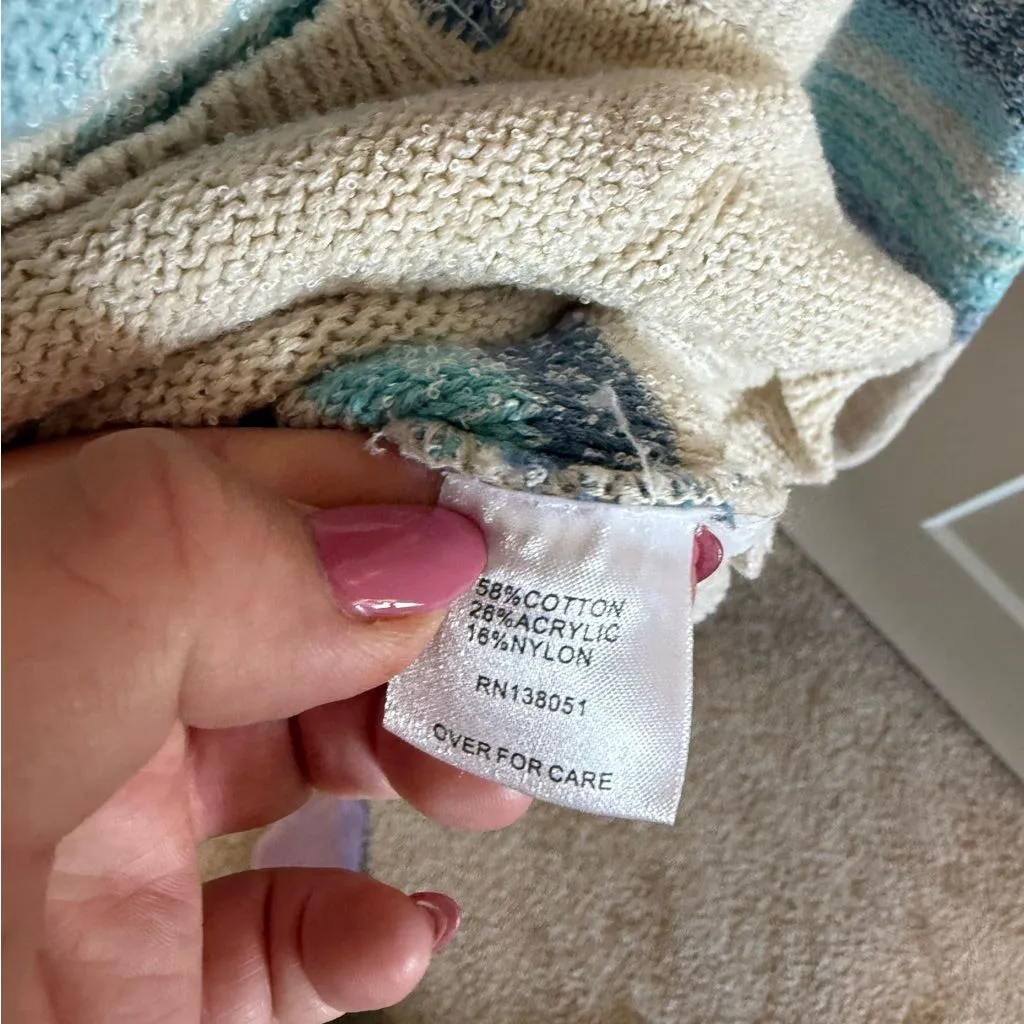 58%COTTON
26%ACRYLIC
16%NYLON
RN138051
OVER FOR CARE